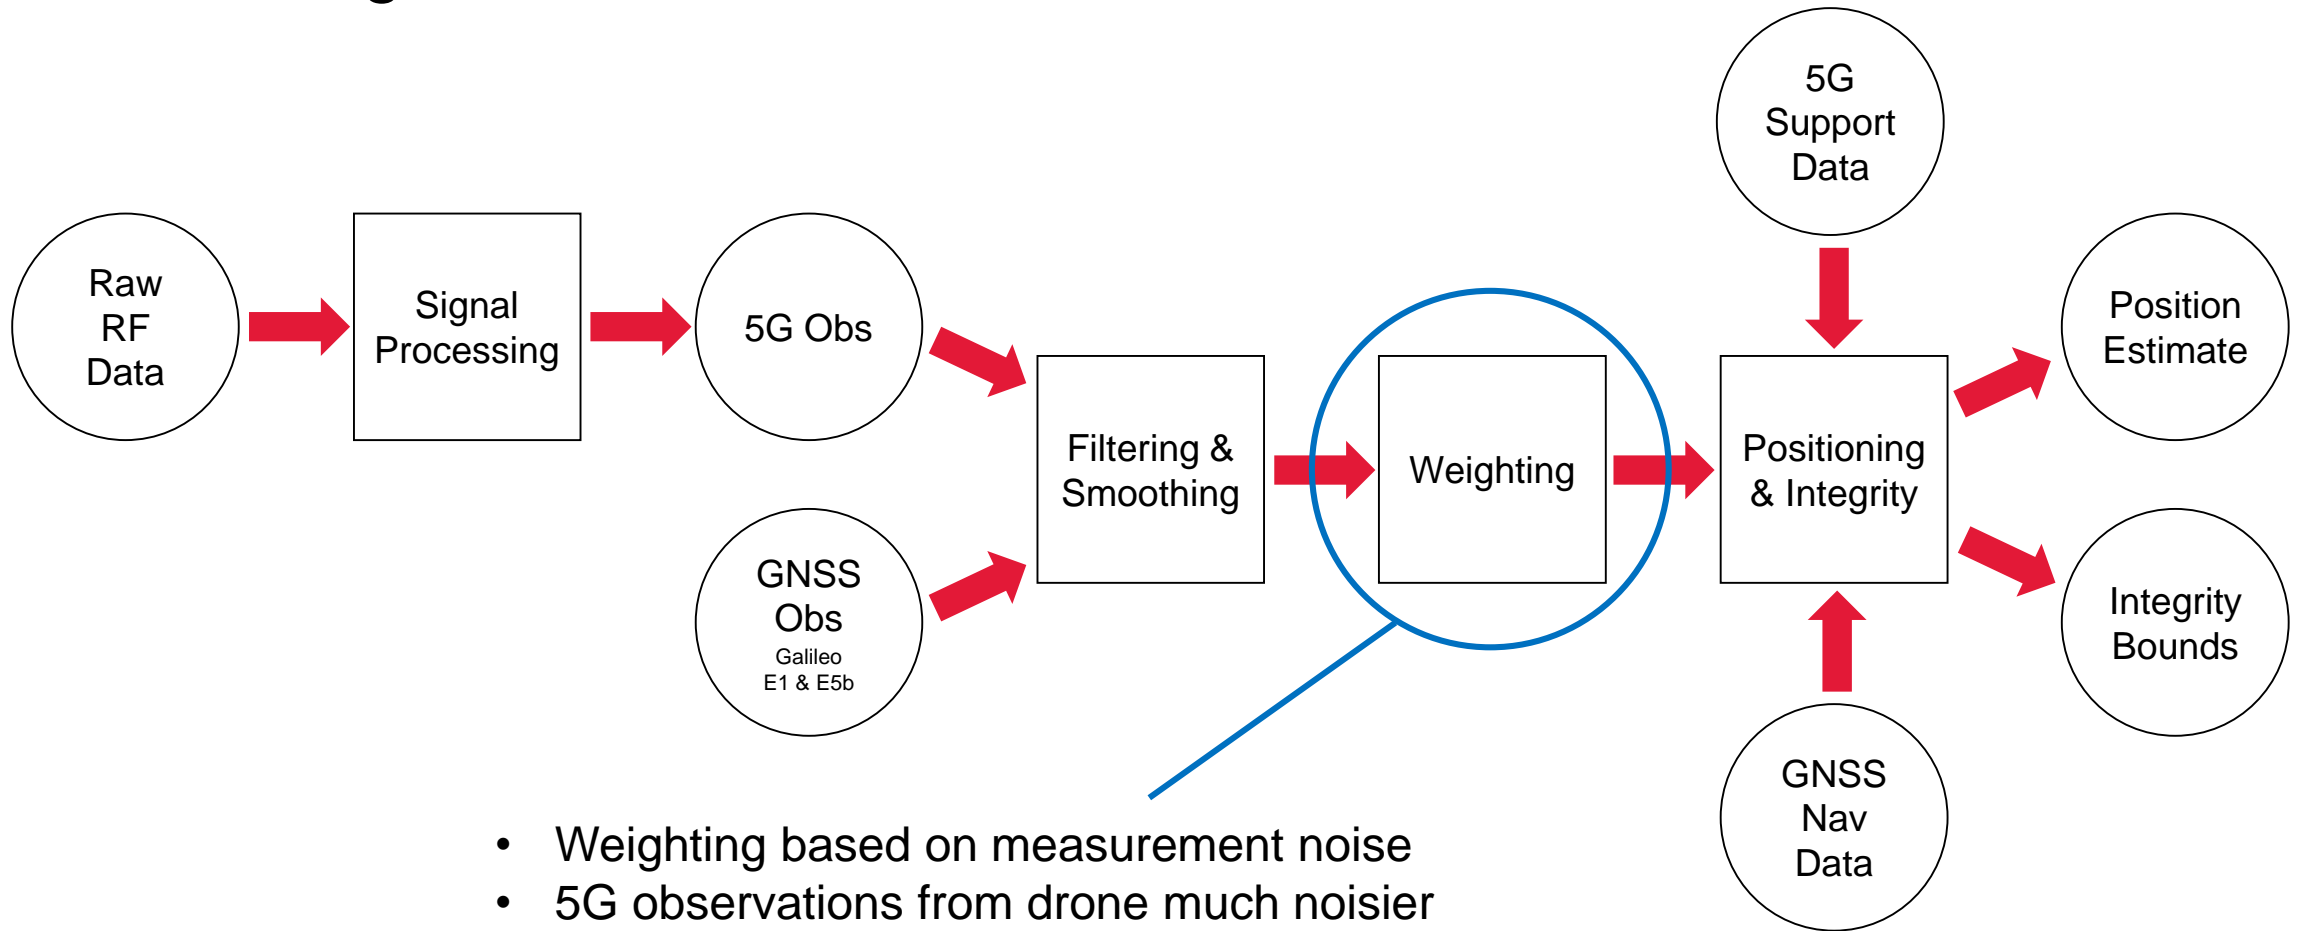 5G
Support
Data
Raw
RF
Data
Signal
Processing
5G Obs
Position
Estimate
Filtering &
Smoothing
Weighting
Positioning
& Integrity
GNSS
Obs
Galileo
E1 & E5b
Integrity
Bounds
GNSS
Nav
Data
• Weighting based on measurement noise
• 5G observations from drone much noisier